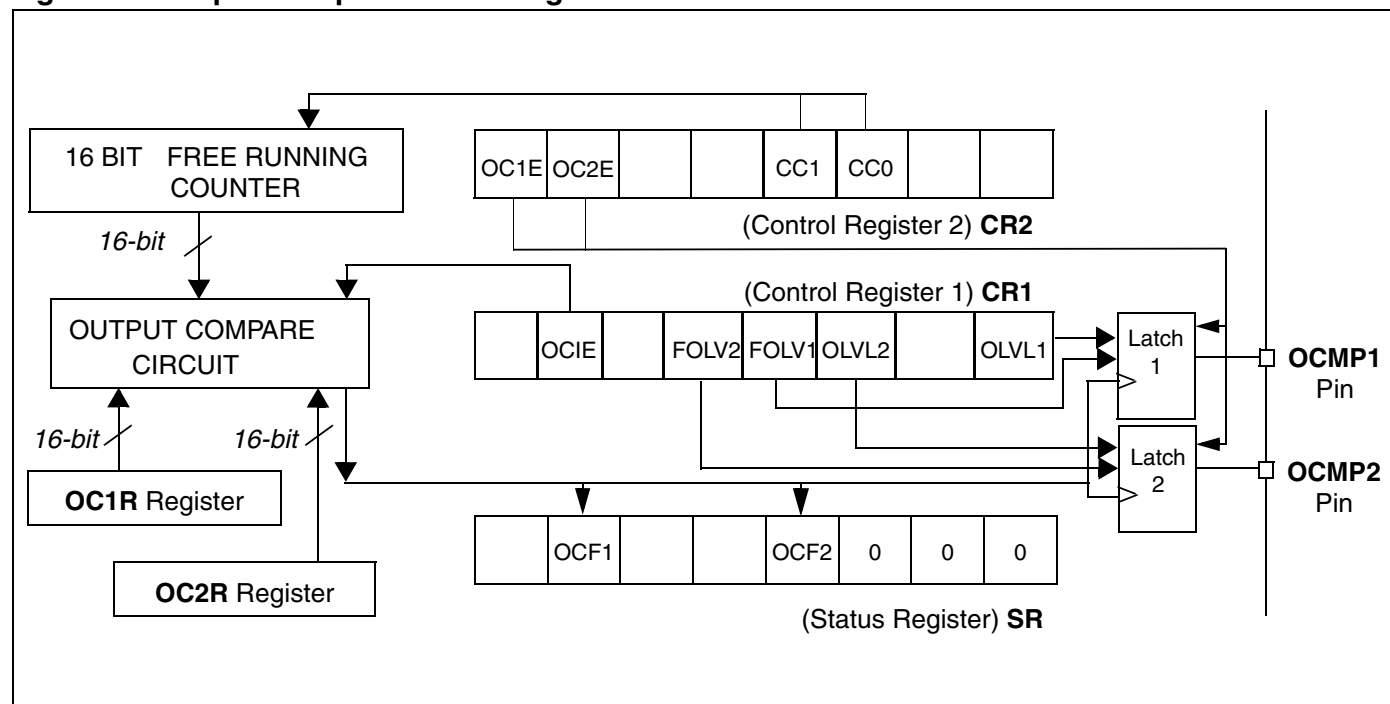 16 BIT FREE RUNNING
COUNTER
OC1E OC2E CC1 CC0
(Control Register 2) CR2
16-bit
(Control Register 1) CR1
OUTPUT COMPARE
CIRCUIT
OCIE FOLV2 FOLV1 OLVL2 OLVL1
Latch
1
OCMP1
Pin
16-bit
16-bit
Latch
2
OCMP2
Pin
OC1R Register
OCF1 OCF2 0 0 0
OC2R Register
(Status Register) SR